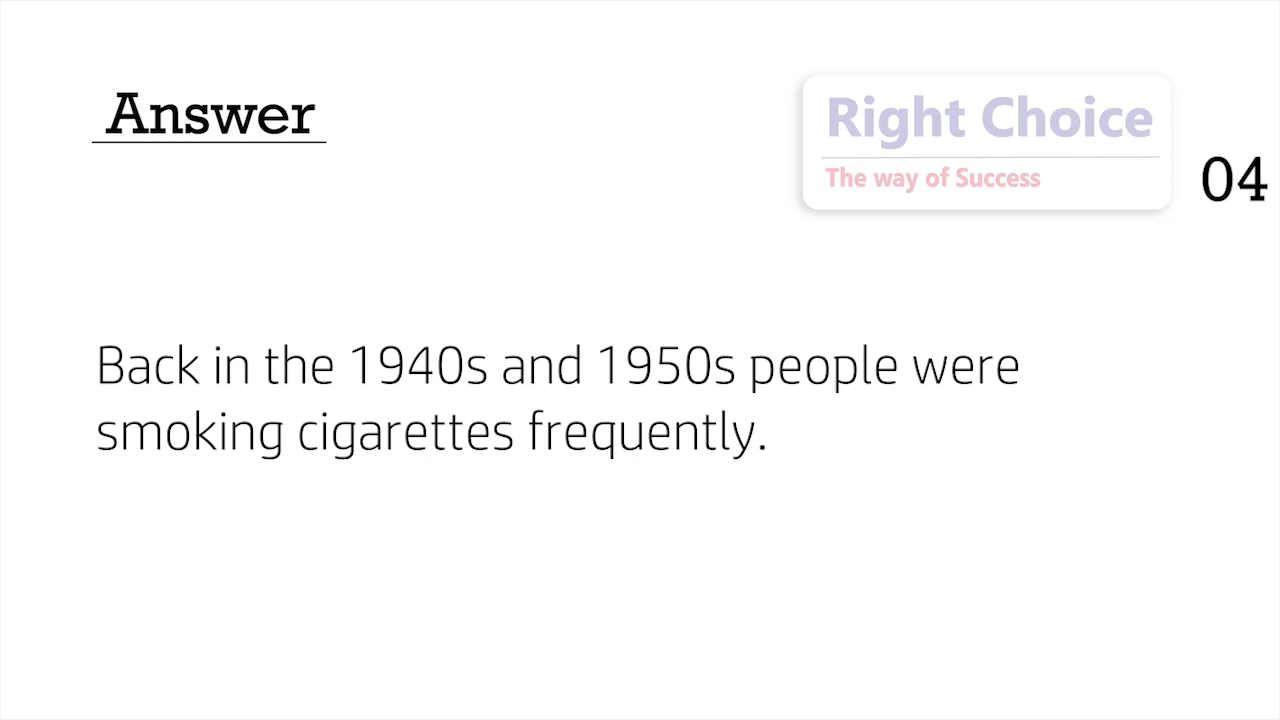 Answer
Right Choice
The way of Success
04
Back in the 1940s and 1950s people were
smoking cigarettes frequently.